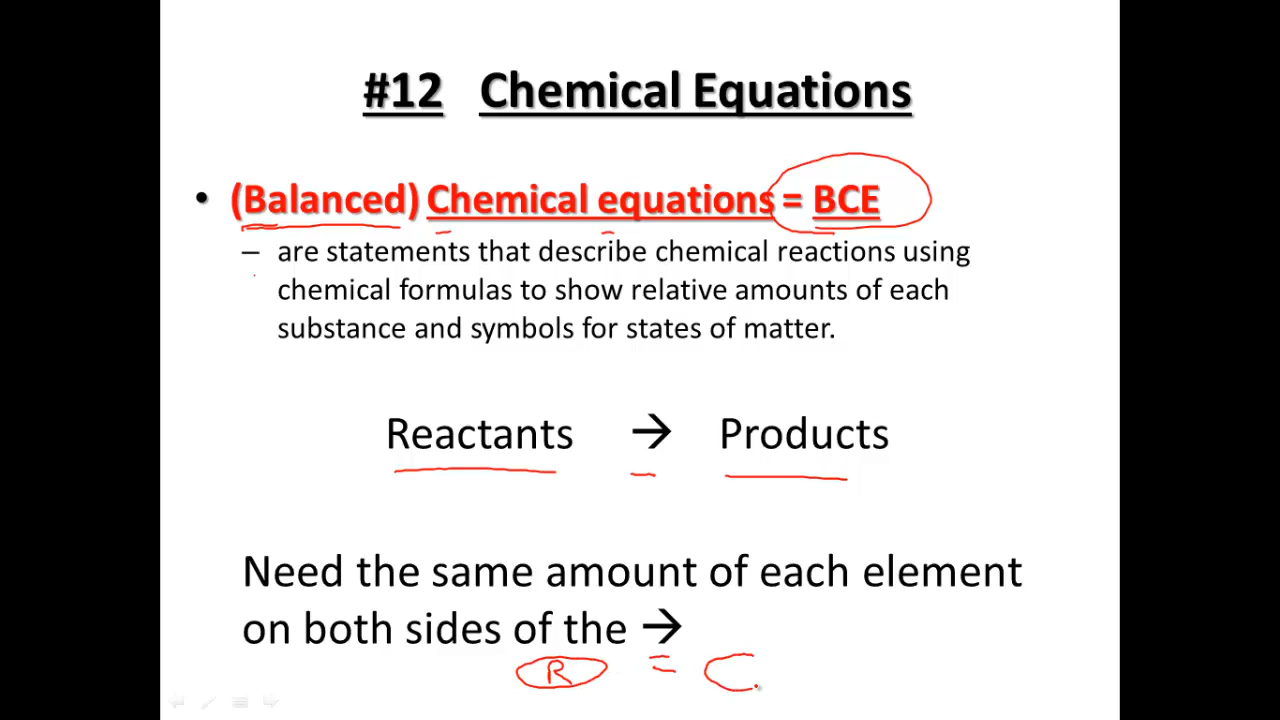 #12 Chemical Equations
• (Balanced) Chemical equations = BCE
– are statements that describe chemical reactions using
chemical formulas to show relative amounts of each
substance and symbols for states of matter.
Reactants → Products
Need the same amount of each element
on both sides of the →
R =